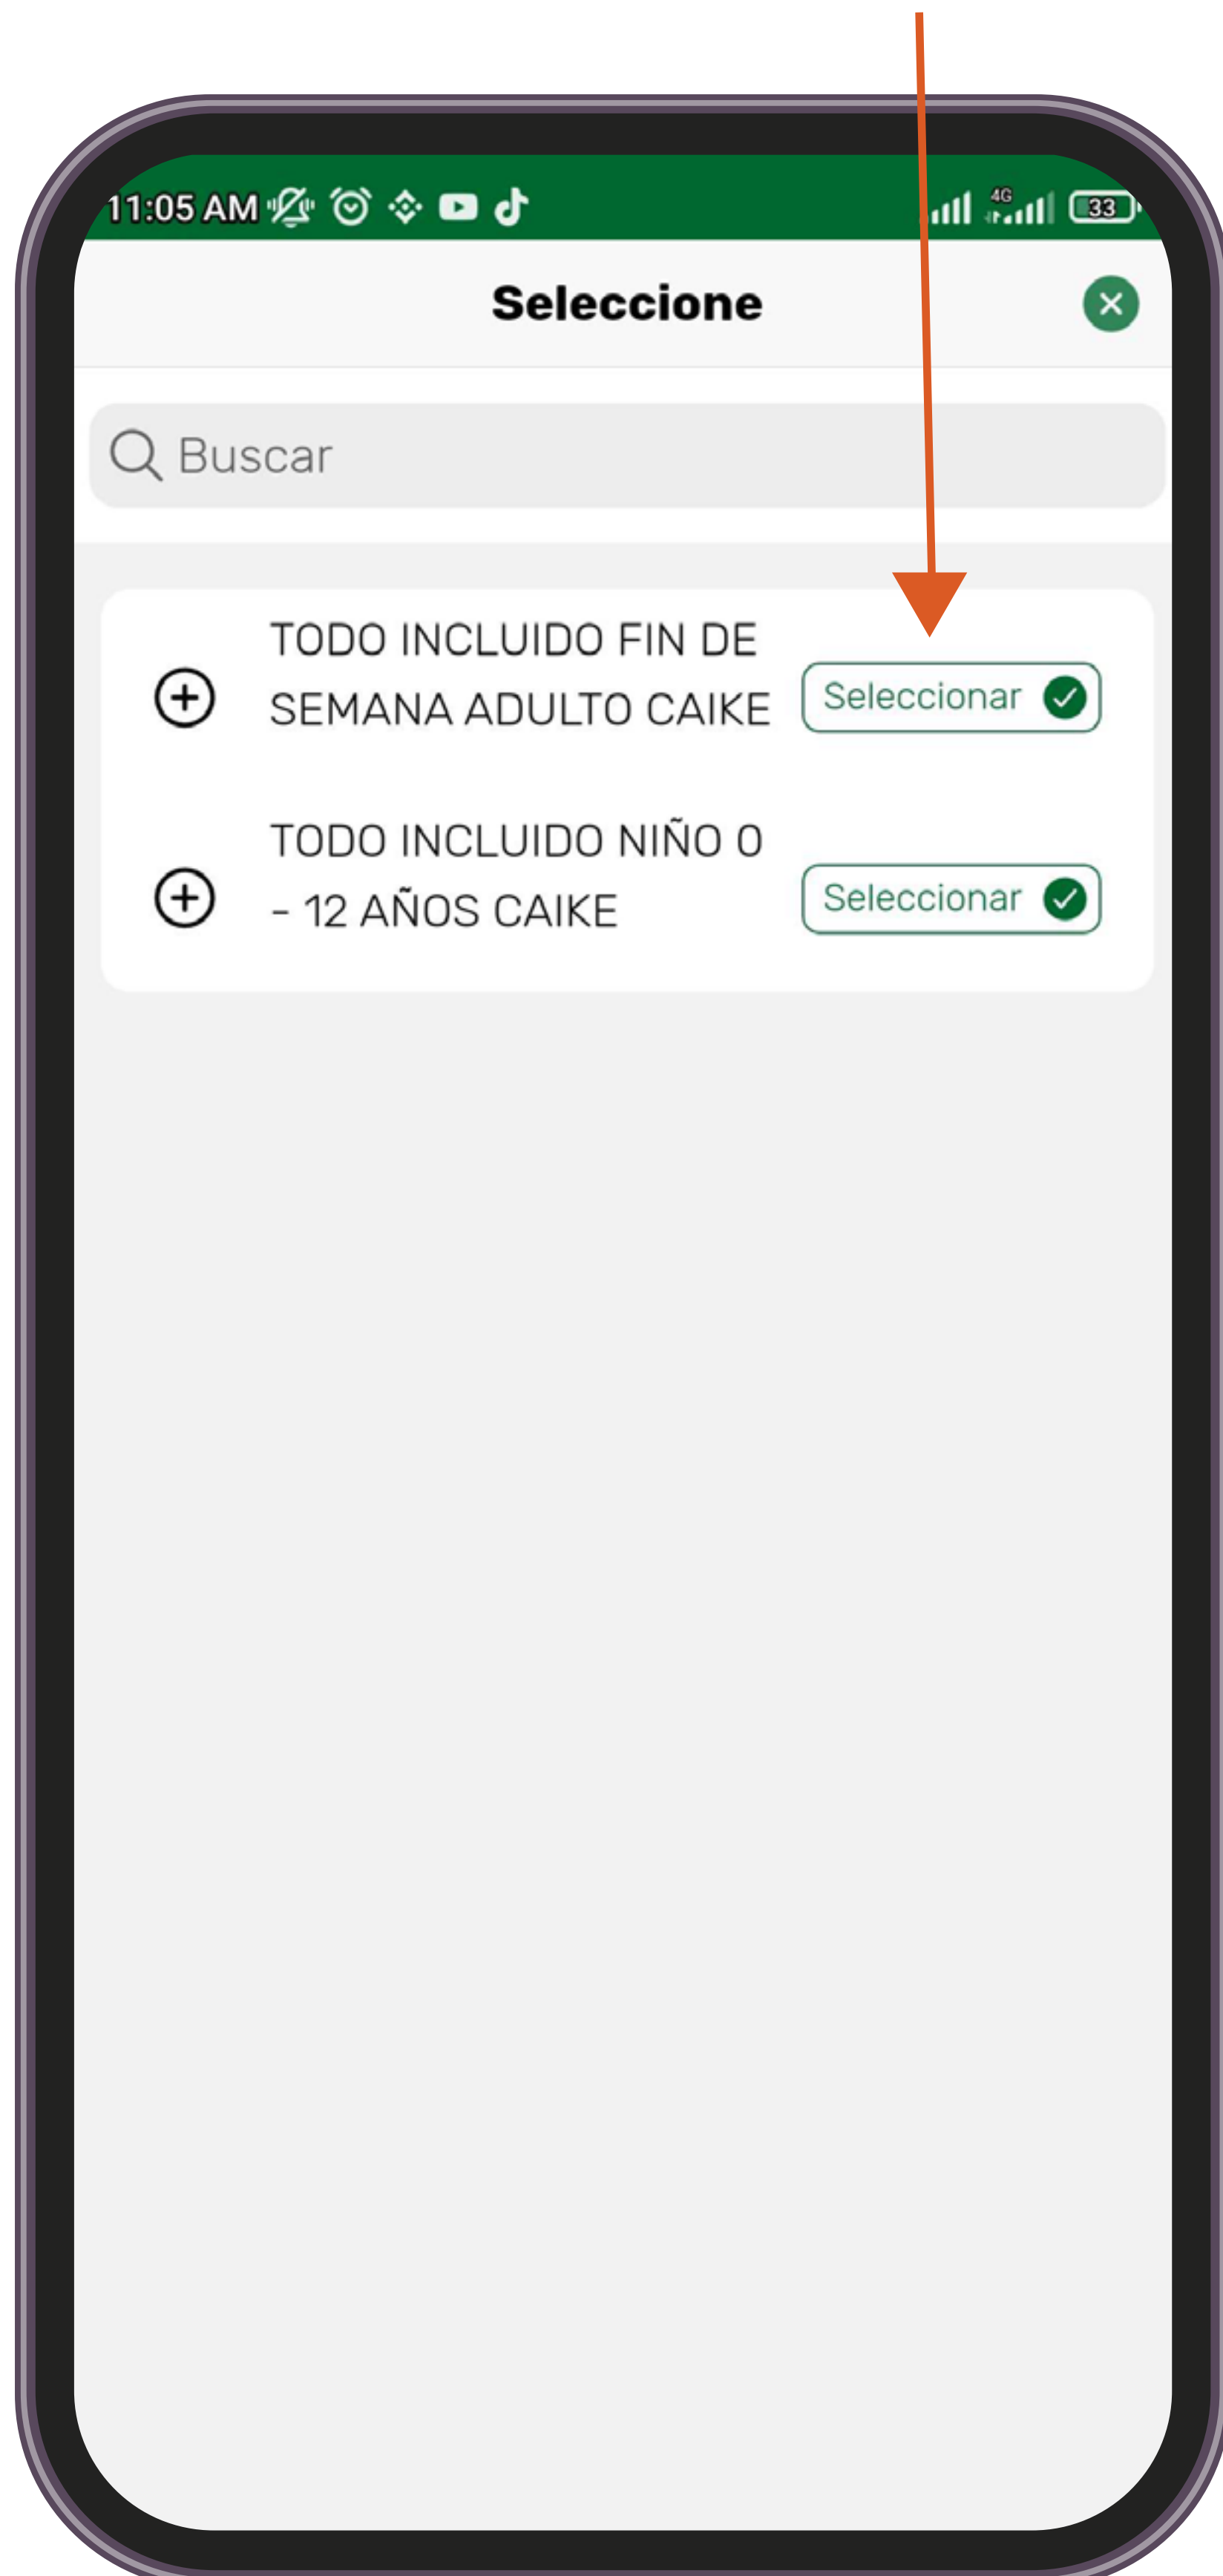 11:05 AM
4G
33
Seleccione
Buscar
TODO INCLUIDO FIN DE
SEMANA ADULTO CAIKE
Seleccionar
TODO INCLUIDO NIÑO 0
- 12 AÑOS CAIKE
Seleccionar